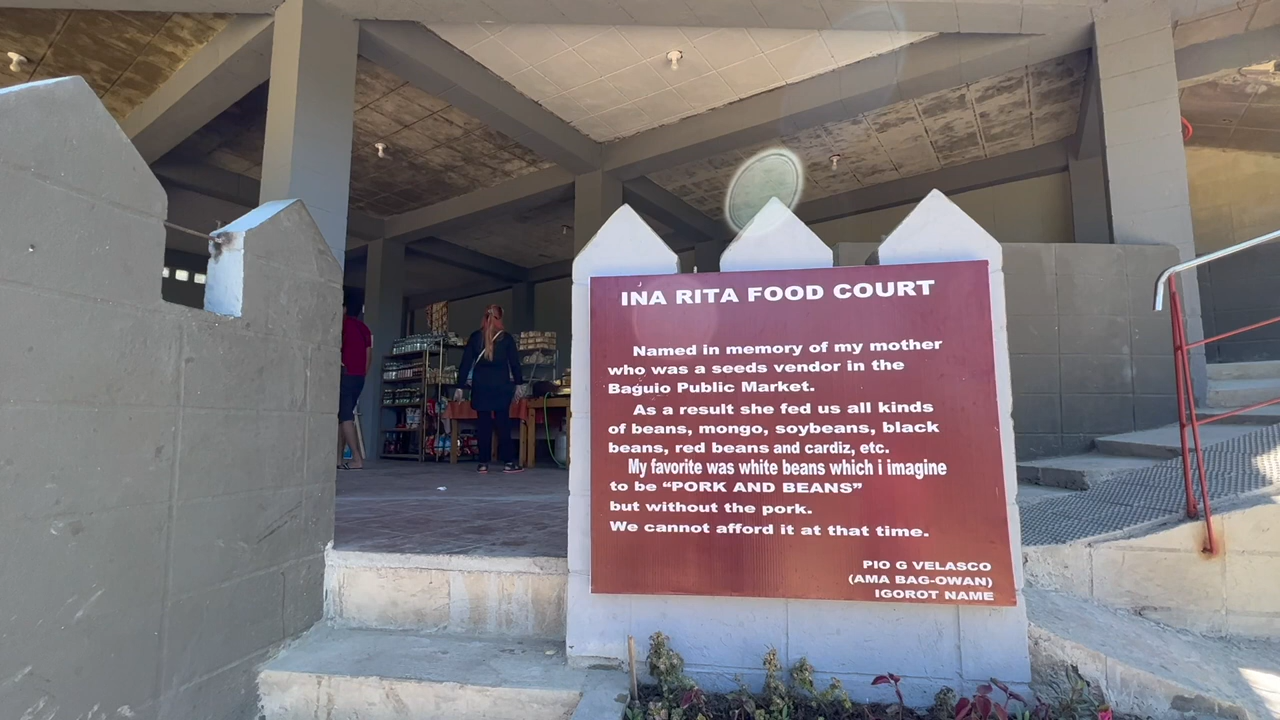 INA RITA FOOD COURT
Named in memory of my mother
who was a seeds vendor in the
Baguio Public Market.
As a result she fed us all kinds
of beans, mongo, soybeans, black
beans, red beans and cardiz, etc.
My favorite was white beans which i imagine
to be “PORK AND BEANS”
but without the pork.
We cannot afford it at that time.
PIO G VELASCO
(AMA BAG-OWAN)
IGOROT NAME